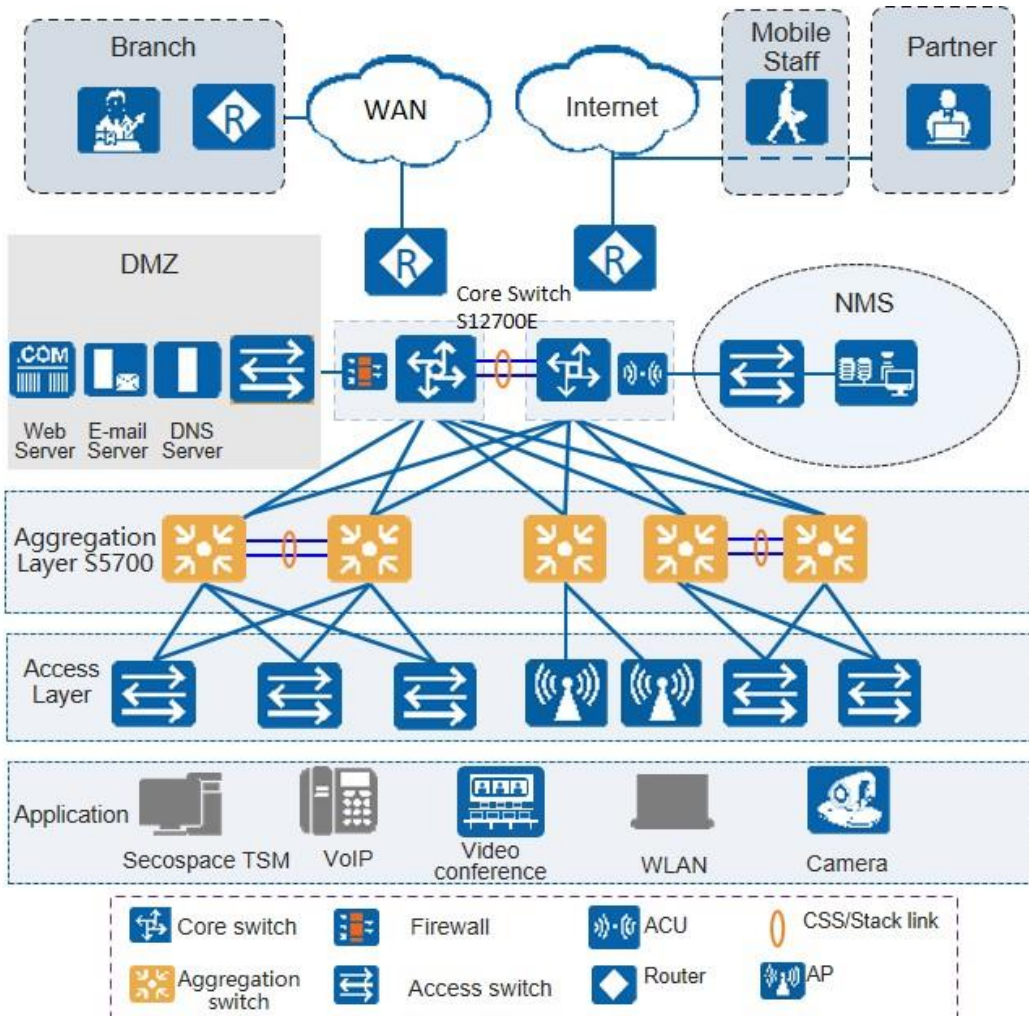 Branch
R
WAN
Internet
Mobile
Staff
Partner
R
R
DMZ
Core Switch
S12700E
NMS
.COM
Web
Server
E-mail
Server
DNS
Server
Aggregation
Layer S5700
Access
Layer
Application
Secospace TSM
VoIP
Video
conference
WLAN
Camera
Core switch
Firewall
ACU
CSS/Stack link
Aggregation
switch
Access switch
Router
AP